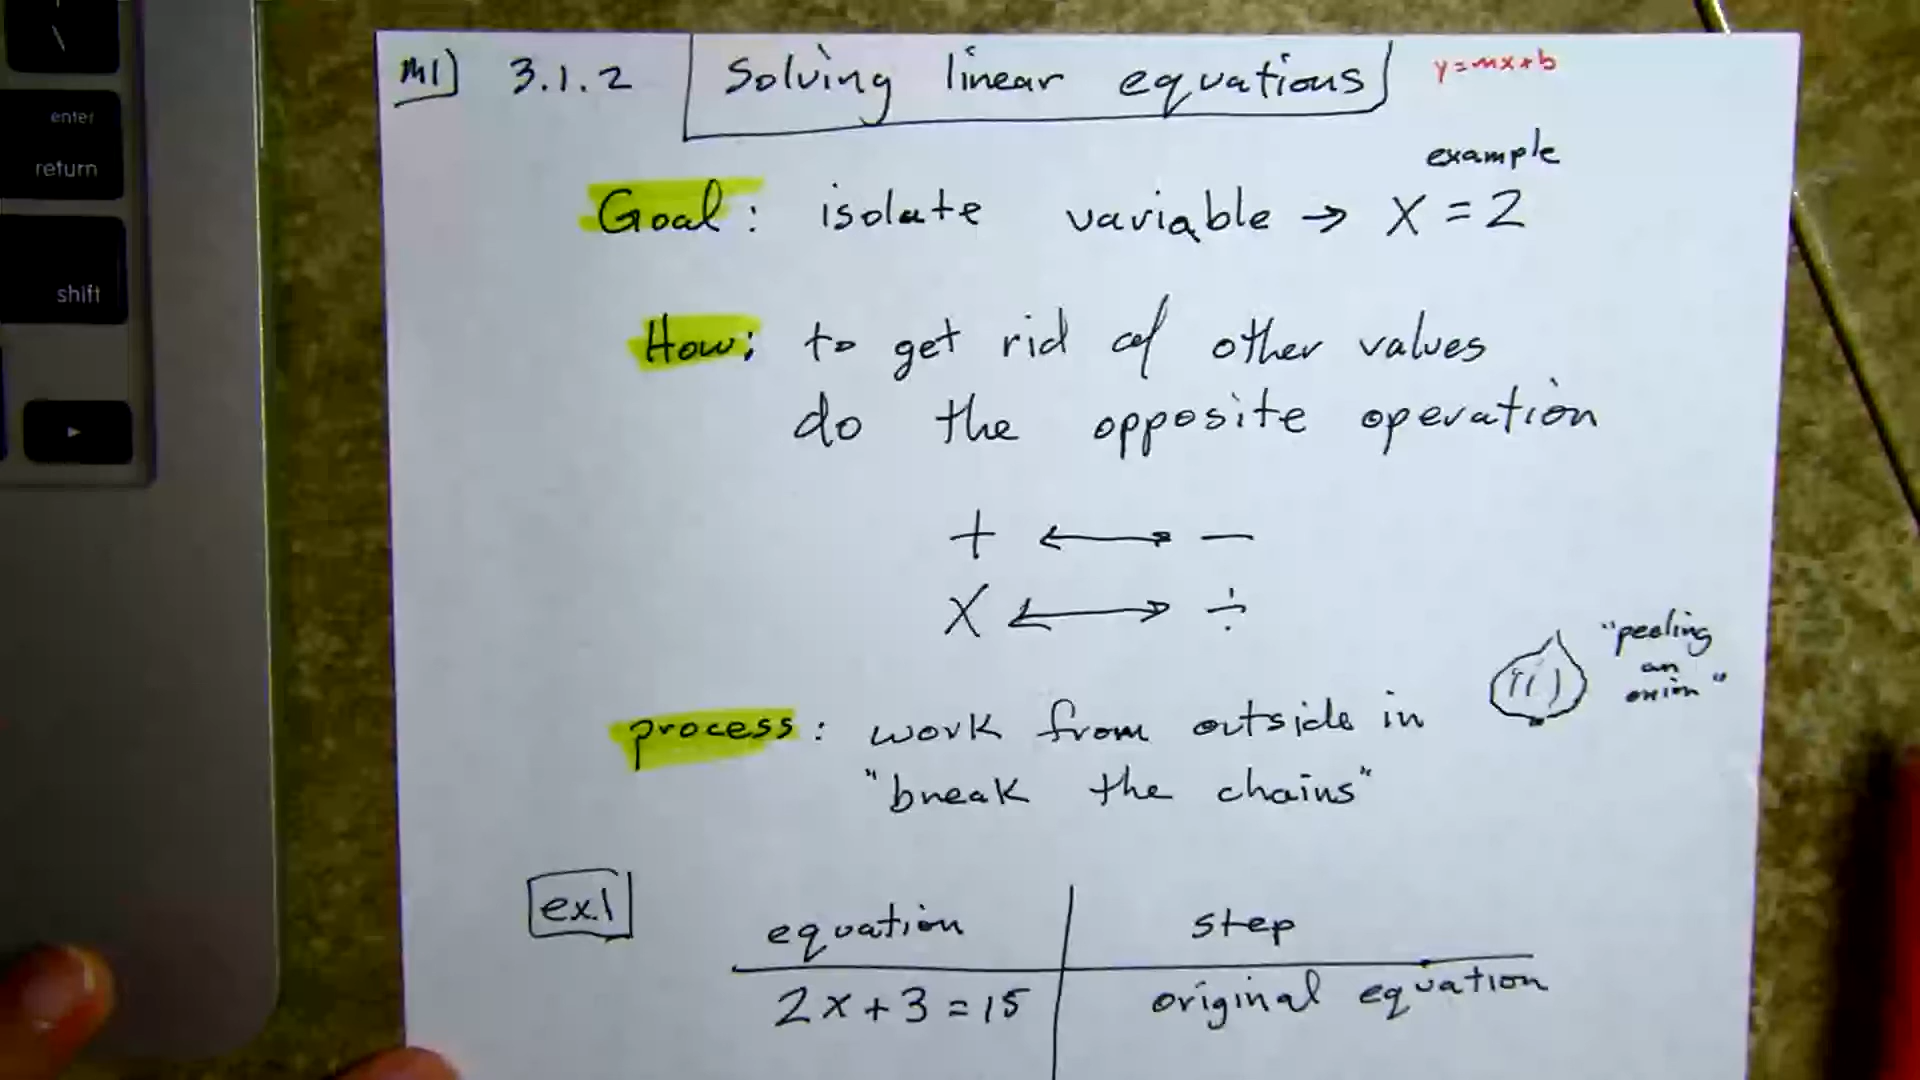 \
enter
return
shift
M1) 3.1.2 Solving linear equations y=mx+b
example
Goal: isolate variable → X = 2
How: to get rid of other values
do the opposite operation
+ ↔ −
X ↔ ÷
"peeling
an
onion"
process: work from outside in
"break the chains"
ex.1
equation step
2x+3=15 original equation